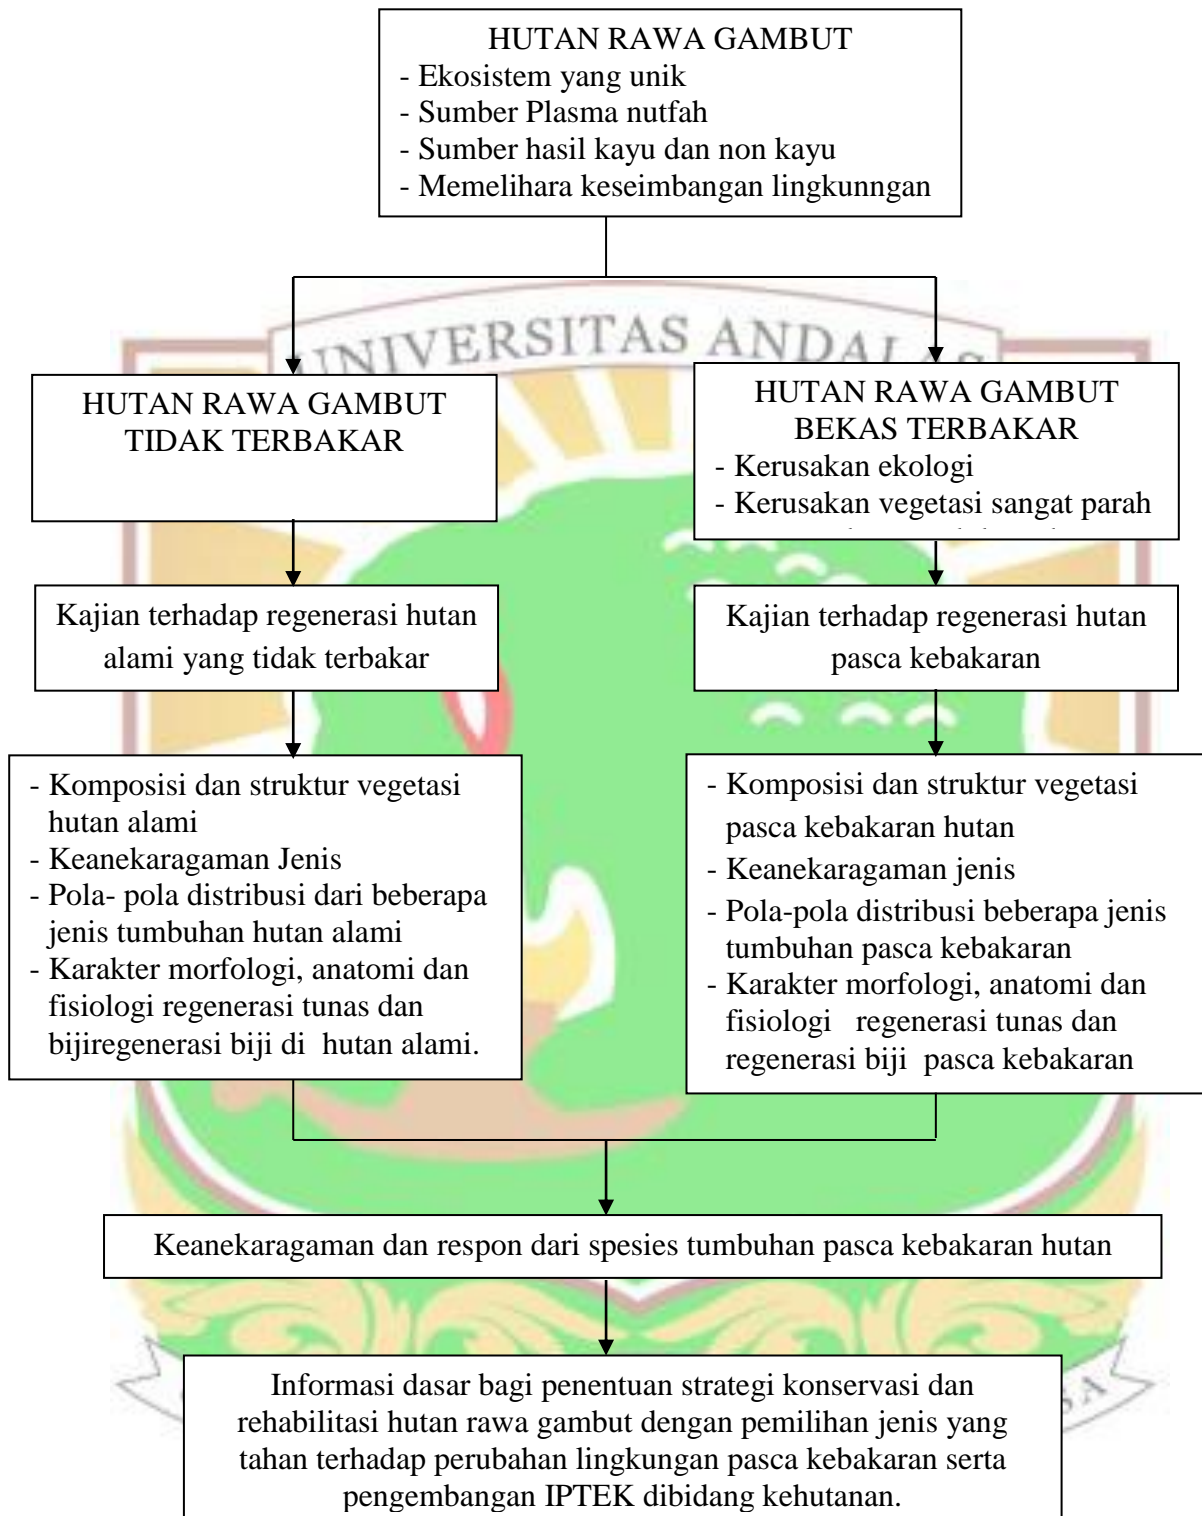 HUTAN RAWA GAMBUT
- Ekosistem yang unik
- Sumber Plasma nutfah
- Sumber hasil kayu dan non kayu
- Memelihara keseimbangan lingkunngan
UNIVERSITAS ANDALAS
HUTAN RAWA GAMBUT
TIDAK TERBAKAR
HUTAN RAWA GAMBUT
BEKAS TERBAKAR
- Kerusakan ekologi
- Kerusakan vegetasi sangat parah
Kajian terhadap regenerasi hutan
alami yang tidak terbakar
Kajian terhadap regenerasi hutan
pasca kebakaran
- Komposisi dan struktur vegetasi
hutan alami
- Keanekaragaman Jenis
- Pola- pola distribusi dari beberapa
jenis tumbuhan hutan alami
- Karakter morfologi, anatomi dan
fisiologi regenerasi tunas dan
bijiregenerasi biji di hutan alami.
- Komposisi dan struktur vegetasi
pasca kebakaran hutan
- Keanekaragaman jenis
- Pola-pola distribusi beberapa jenis
tumbuhan pasca kebakaran
- Karakter morfologi, anatomi dan
fisiologi regenerasi tunas dan
regenerasi biji pasca kebakaran
Keanekaragaman dan respon dari spesies tumbuhan pasca kebakaran hutan
Informasi dasar bagi penentuan strategi konservasi dan
rehabilitasi hutan rawa gambut dengan pemilihan jenis yang
tahan terhadap perubahan lingkungan pasca kebakaran serta
pengembangan IPTEK dibidang kehutanan.